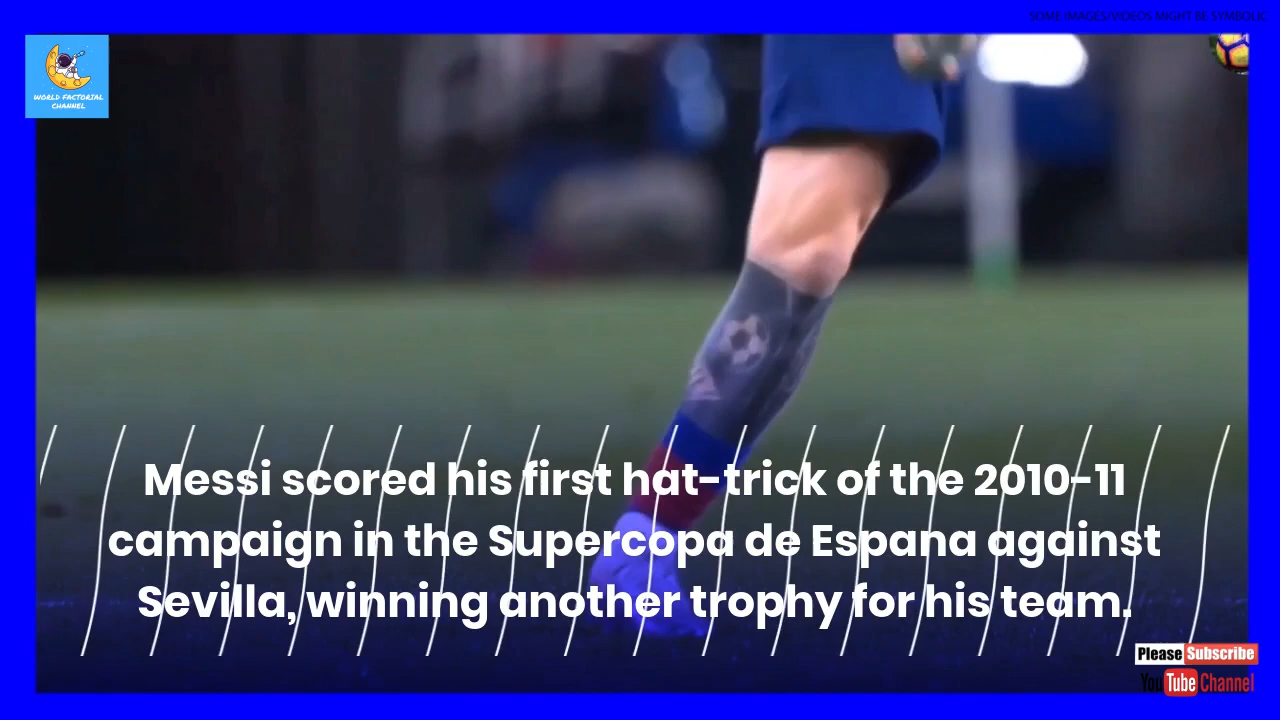 SOME IMAGES/VIDEOS MIGHT BE SYMBOLIC
WORLD FACTORIAL
CHANNEL
Messi scored his first hat-trick of the 2010-11
campaign in the Supercopa de Espana against
Sevilla, winning another trophy for his team.
Please Subscribe
YouTube Channel